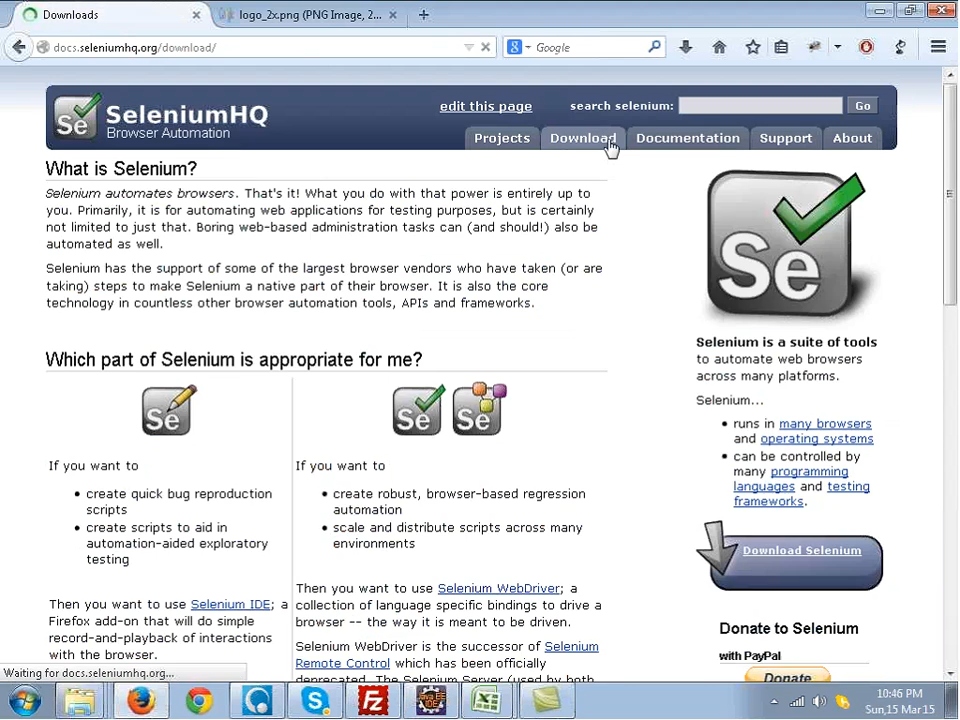 Downloads
logo_2x.png (PNG Image, 2...
docs.seleniumhq.org/download/
8
Google
SeleniumHQ
Browser Automation
edit this page
search selenium:
Go
Projects
Download
Documentation
Support
About
What is Selenium?
Selenium automates browsers. That's it! What you do with that power is entirely up to
you. Primarily, it is for automating web applications for testing purposes, but is certainly
not limited to just that. Boring web-based administration tasks can (and should!) also be
automated as well.
Selenium has the support of some of the largest browser vendors who have taken (or are
taking) steps to make Selenium a native part of their browser. It is also the core
technology in countless other browser automation tools, APIs and frameworks.
Which part of Selenium is appropriate for me?
Se
If you want to
create quick bug reproduction
scripts
create scripts to aid in
automation-aided exploratory
testing
Then you want to use Selenium IDE; a
Firefox add-on that will do simple
record-and-playback of interactions
with the browser.
Se
Se
If you want to
create robust, browser-based regression
automation
scale and distribute scripts across many
environments
Then you want to use Selenium WebDriver; a
collection of language specific bindings to drive a
browser -- the way it is meant to be driven.
Selenium WebDriver is the successor of Selenium
Remote Control which has been officially
deprecated. The Selenium Server (used by both
Se
Se
Selenium is a suite of tools
to automate web browsers
across many platforms.
Selenium...
runs in many browsers
and operating systems
can be controlled by
many programming
languages and testing
frameworks.
Download Selenium
Donate to Selenium
with PayPal
Donate
Waiting for docs.seleniumhq.org...
Java EE
IDE
10:46 PM
Sun,15 Mar 15